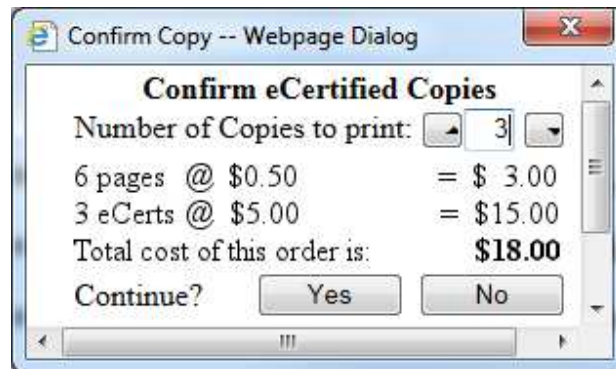 Confirm Copy -- Webpage Dialog
Confirm eCertified Copies
Number of Copies to print: 3
6 pages @ $0.50 = $ 3.00
3 eCerts @ $5.00 = $15.00
Total cost of this order is: $18.00
Continue? Yes No